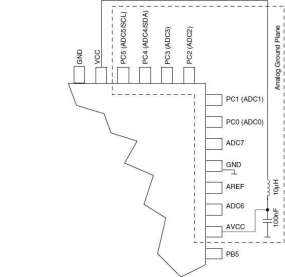 GND
VCC
PC5 (ADC5/SCL)
PC4 (ADC4/SDA)
PC3 (ADC3)
PC2 (ADC2)
Analog Ground Plane
PC1 (ADC1)
PC0 (ADC0)
ADC7
GND
AREF
ADC6
AVCC
PB5
10μH
100nF